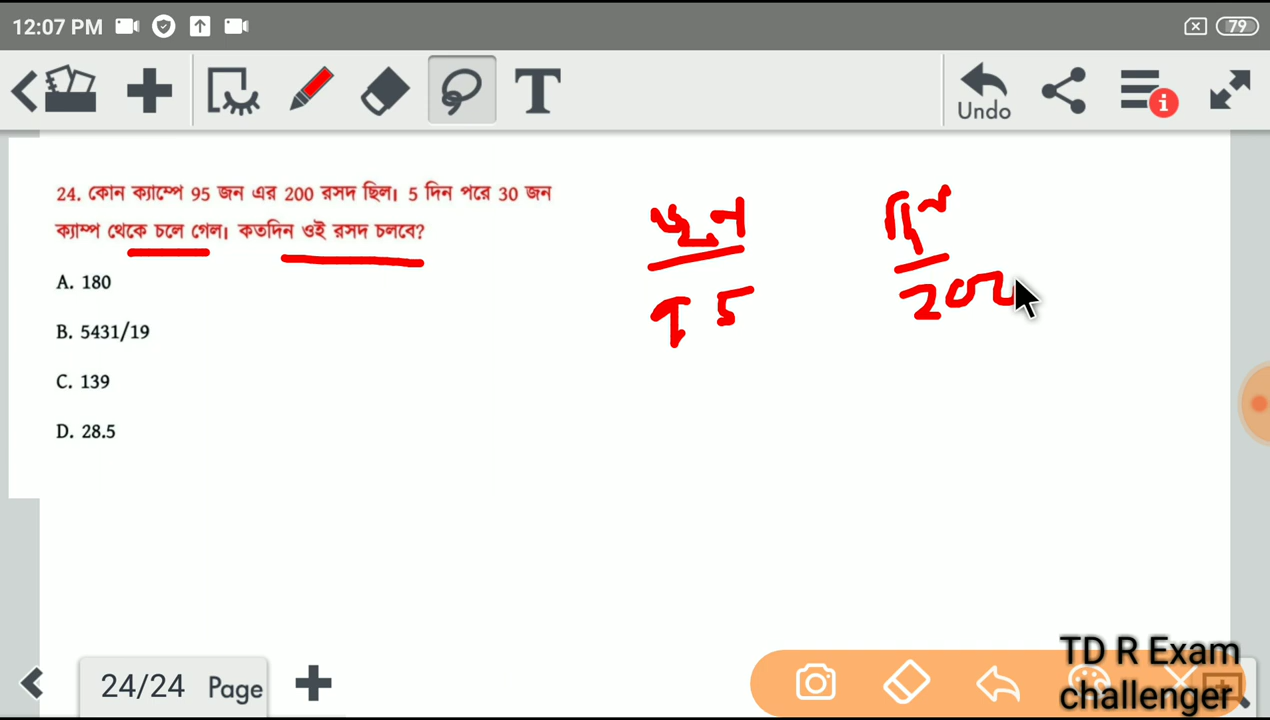 12:07 PM
79
Undo
i
24. কোন ক্যাম্পে 95 জন এর 200 রসদ ছিল। 5 দিন পরে 30 জন
ক্যাম্প থেকে চলে গেল। কতদিন ওই রসদ চলবে?
A. 180
B. 5431/19
C. 139
D. 28.5
জন
দিন
95
200
24/24 Page
TD R Exam
challenger